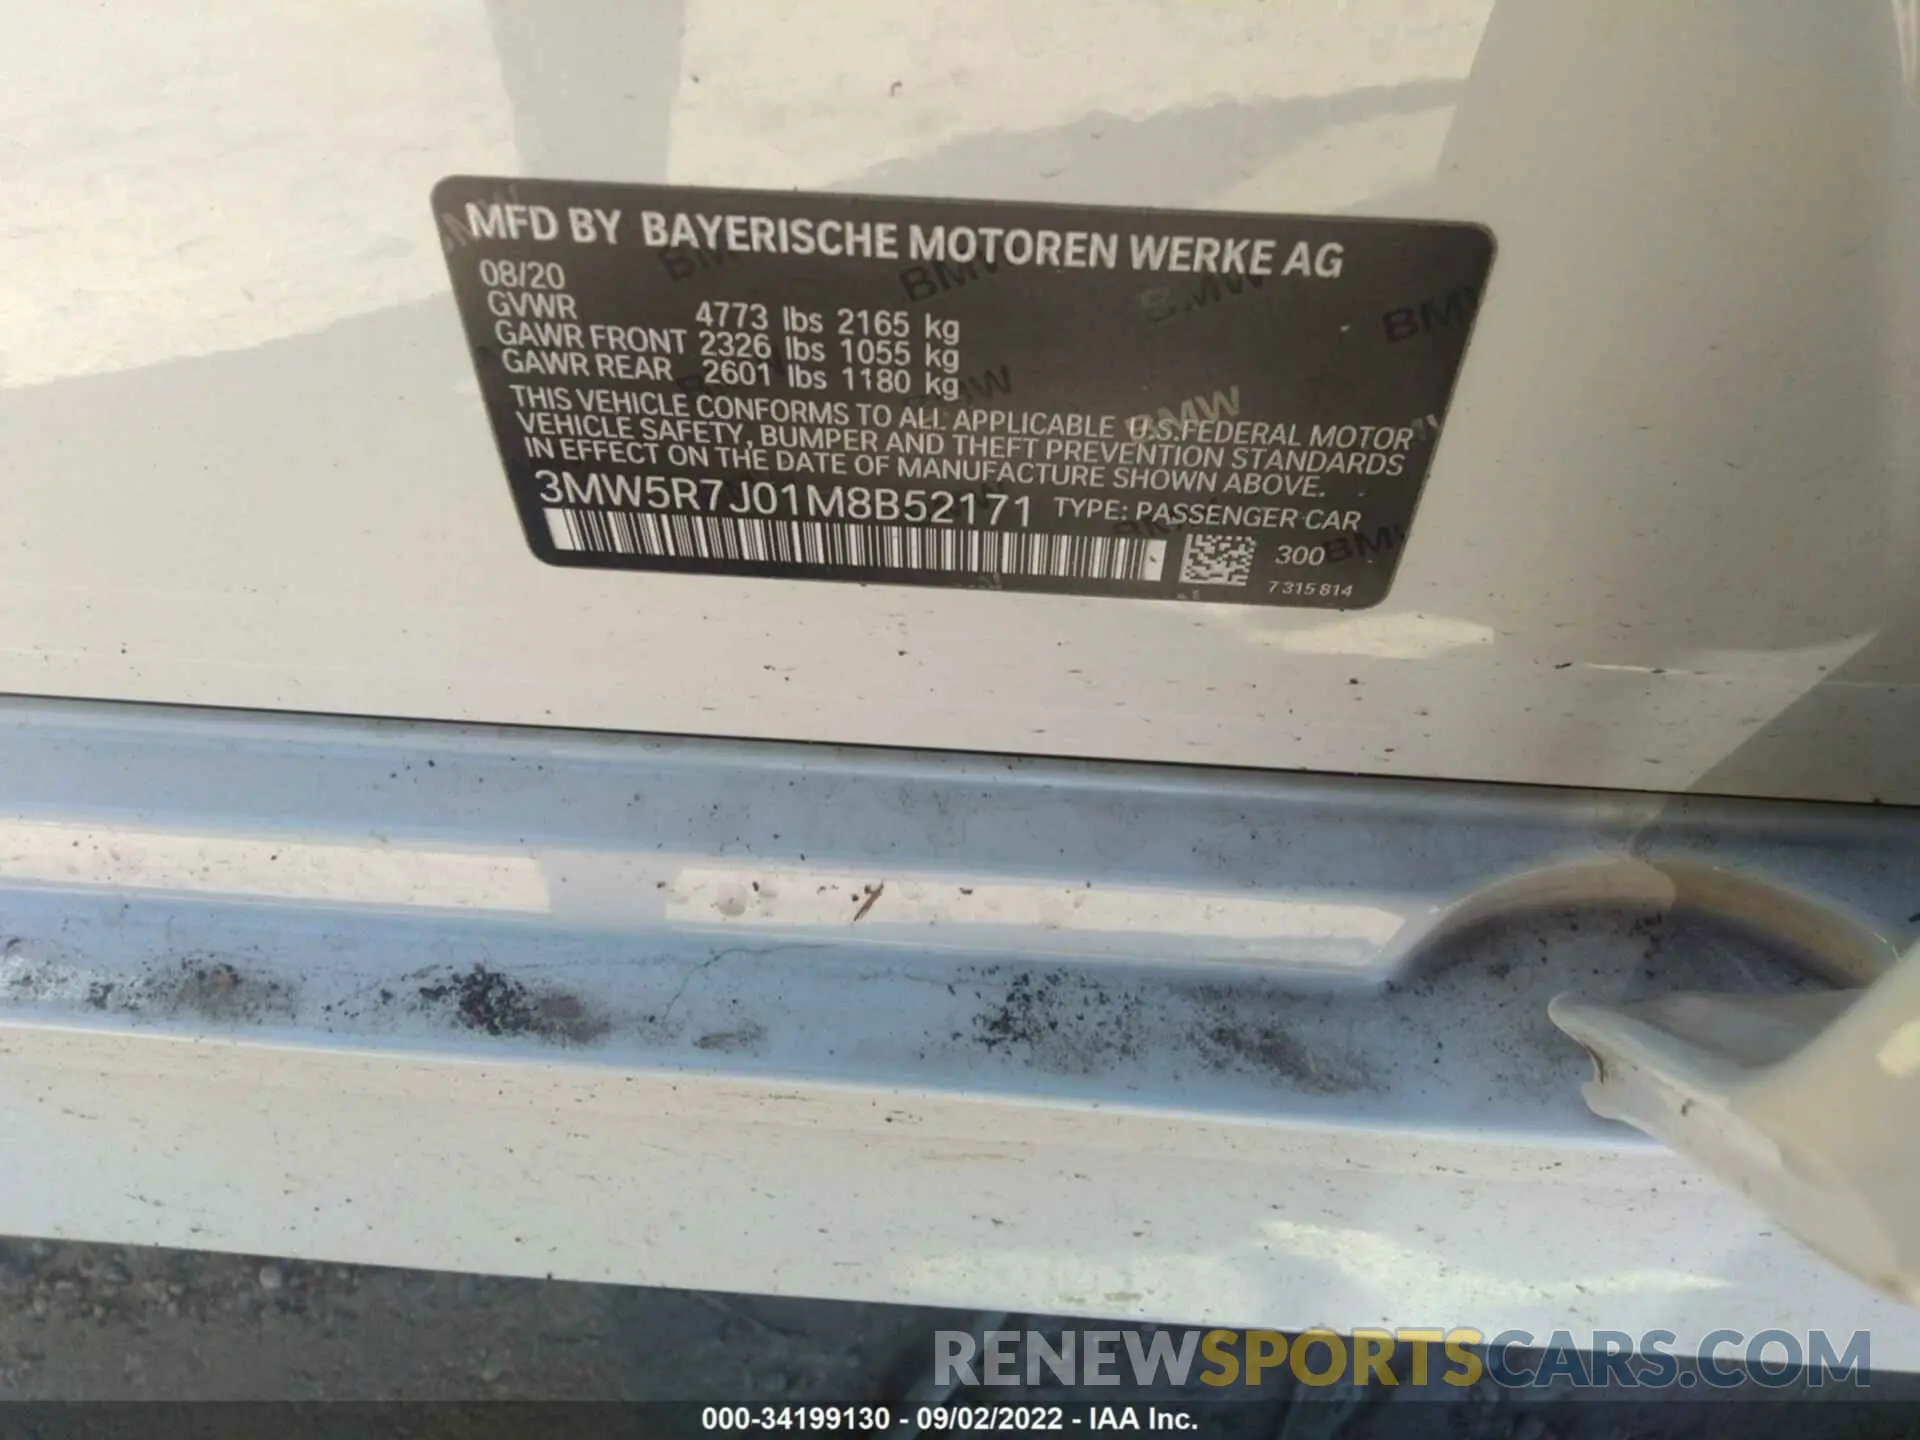 MFD BY BAYERISCHE MOTOREN WERKE AG
08/20
GVWR 4773 lbs 2165 kg
GAWR FRONT 2326 lbs 1055 kg
GAWR REAR 2601 lbs 1180 kg
THIS VEHICLE CONFORMS TO ALL APPLICABLE U.S.FEDERAL MOTOR
VEHICLE SAFETY, BUMPER AND THEFT PREVENTION STANDARDS
IN EFFECT ON THE DATE OF MANUFACTURE SHOWN ABOVE.
3MW5R7J01M8B52171 TYPE: PASSENGER CAR
300
7 315 814
RENEWSPORTSCARS.COM
000-34199130 - 09/02/2022 - IAA Inc.